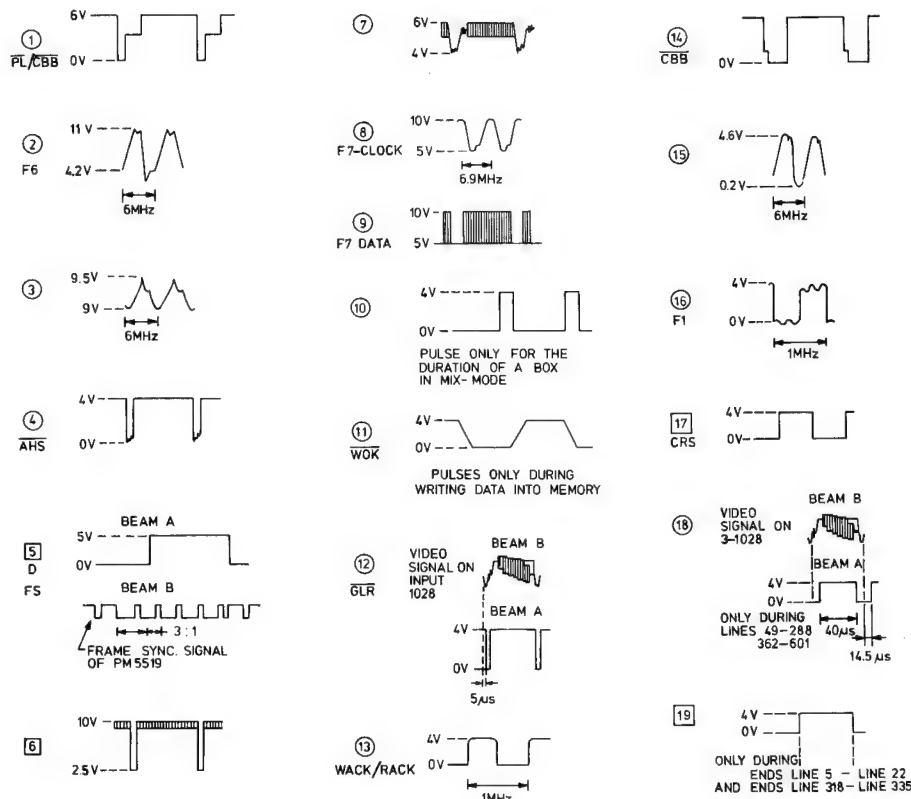 6V
①
PL/CBB
0V
11V
②
F6
4.2V
6MHz
9.5V
③
9V
6MHz
4V
④
AHS
0V
BEAM A
5V
5
D
0V
FS
BEAM B
3:1
FRAME SYNC. SIGNAL
OF PM5519
10V
6
2.5V
⑦
6V
4V
⑧
F7-CLOCK
10V
5V
6.9MHz
⑨
F7 DATA
10V
5V
⑩
4V
0V
PULSE ONLY FOR THE
DURATION OF A BOX
IN MIX-MODE
⑪
WOK
4V
0V
PULSES ONLY DURING
WRITING DATA INTO MEMORY
BEAM B
⑫
GLR
VIDEO
SIGNAL ON
INPUT
1028
BEAM A
4V
0V
5µs
⑬
WACK/RACK
4V
0V
1MHz
⑭
CBB
6V
0V
⑮
4.6V
0.2V
6MHz
⑯
F1
4V
0V
1MHz
17
CRS
4V
0V
BEAM B
⑱
VIDEO
SIGNAL ON
3-1028
BEAM A
4V
0V
ONLY DURING
LINES 49-288
362-601
40µs
14.5µs
19
4V
0V
ONLY DURING
ENDS LINE 5 - LINE 22
AND ENDS LINE 318-LINE 335